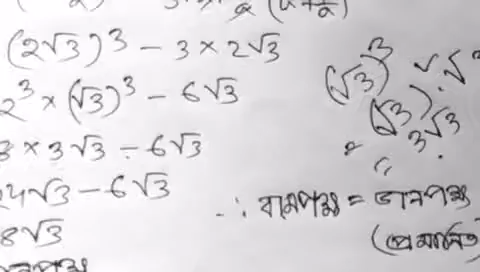 (2√3)³ − 3 × 2√3
2³ × (√3)³ − 6√3
8 × 3√3 − 6√3
24√3 − 6√3
8√3
(√3)³
(√3)
3√3
∴ বামপক্ষ = ডানপক্ষ
(প্রমানিত)